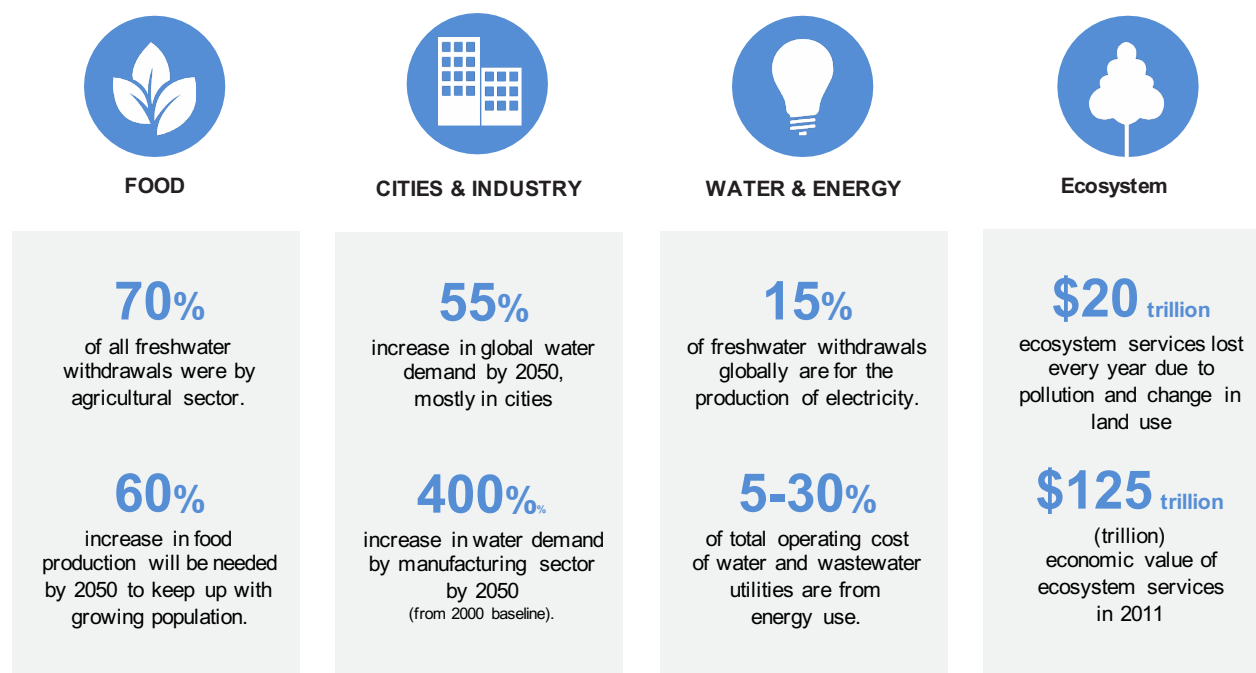 FOOD
70%
of all freshwater
withdrawals were by
agricultural sector.
60%
increase in food
production will be needed
by 2050 to keep up with
growing population.
CITIES & INDUSTRY
55%
increase in global water
demand by 2050,
mostly in cities
400%%
increase in water demand
by manufacturing sector
by 2050
(from 2000 baseline).
WATER & ENERGY
15%
of freshwater withdrawals
globally are for the
production of electricity.
5-30%
of total operating cost
of water and wastewater
utilities are from
energy use.
Ecosystem
$20 trillion
ecosystem services lost
every year due to
pollution and change in
land use
$125 trillion
(trillion)
economic value of
ecosystem services
in 2011